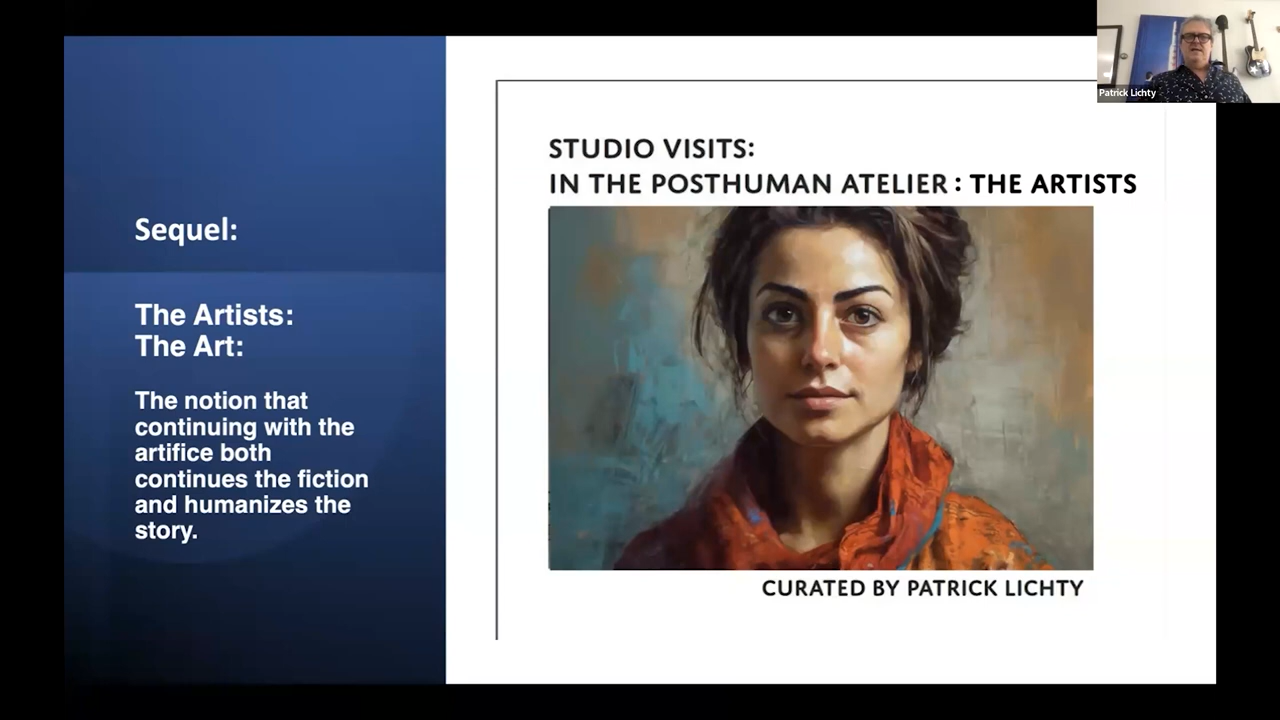 Sequel:
The Artists:
The Art:
The notion that
continuing with the
artifice both
continues the fiction
and humanizes the
story.
STUDIO VISITS:
IN THE POSTHUMAN ATELIER : THE ARTISTS
CURATED BY PATRICK LICHTY
Patrick Lichty